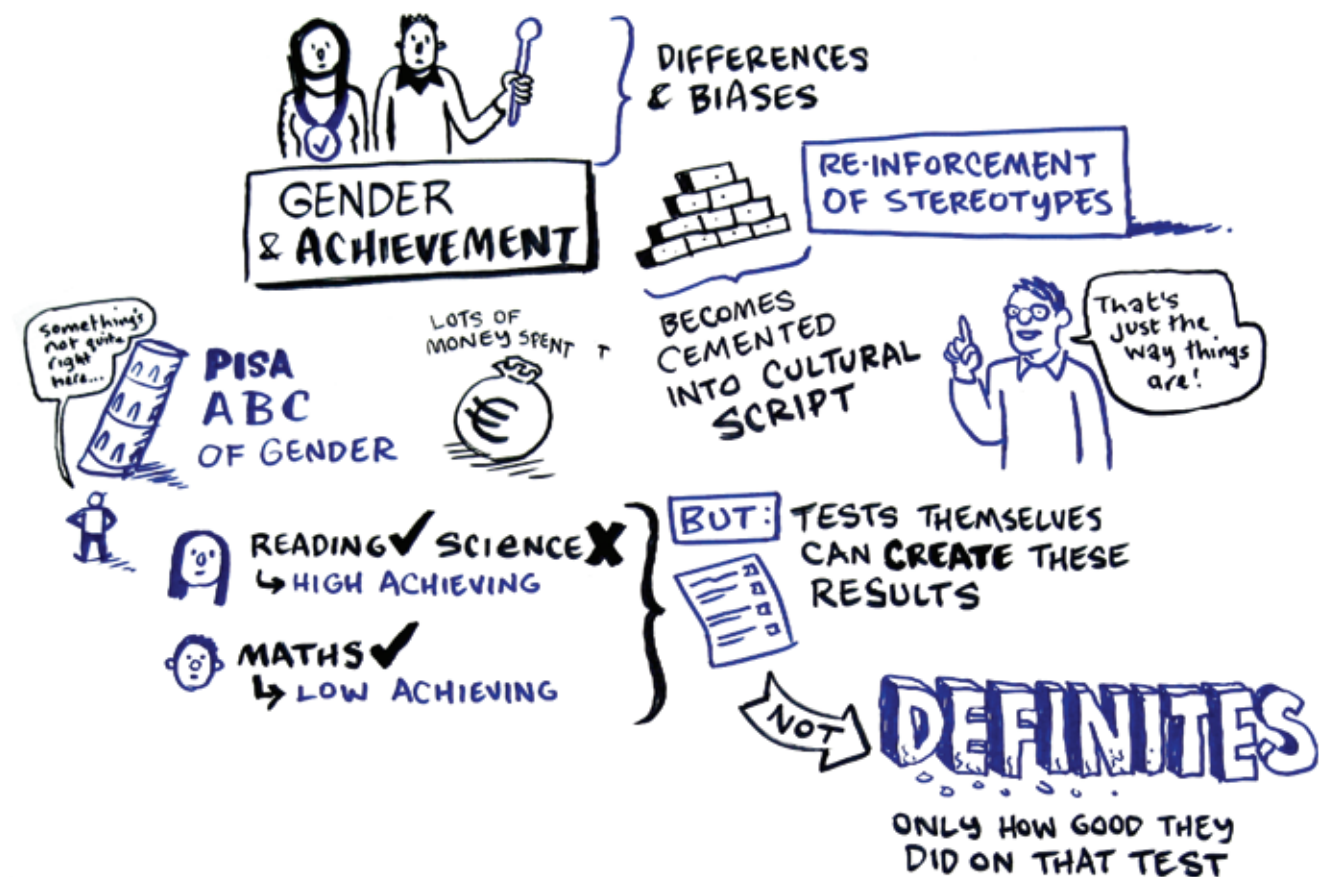 DIFFERENCES
& BIASES
GENDER
& ACHIEVEMENT
RE-INFORCEMENT
OF STEREOTYPES
BECOMES
CEMENTED
INTO CULTURAL
SCRIPT
That's
just the
way things
are!
something's
not quite
right
here...
PISA
ABC
OF GENDER
LOTS OF
MONEY SPENT T
€
READING ✓ SCIENCE X
↳ HIGH ACHIEVING
MATHS ✓
↳ LOW ACHIEVING
BUT: TESTS THEMSELVES
CAN CREATE THESE
RESULTS
NOT
DEFINITES
ONLY HOW GOOD THEY
DID ON THAT TEST